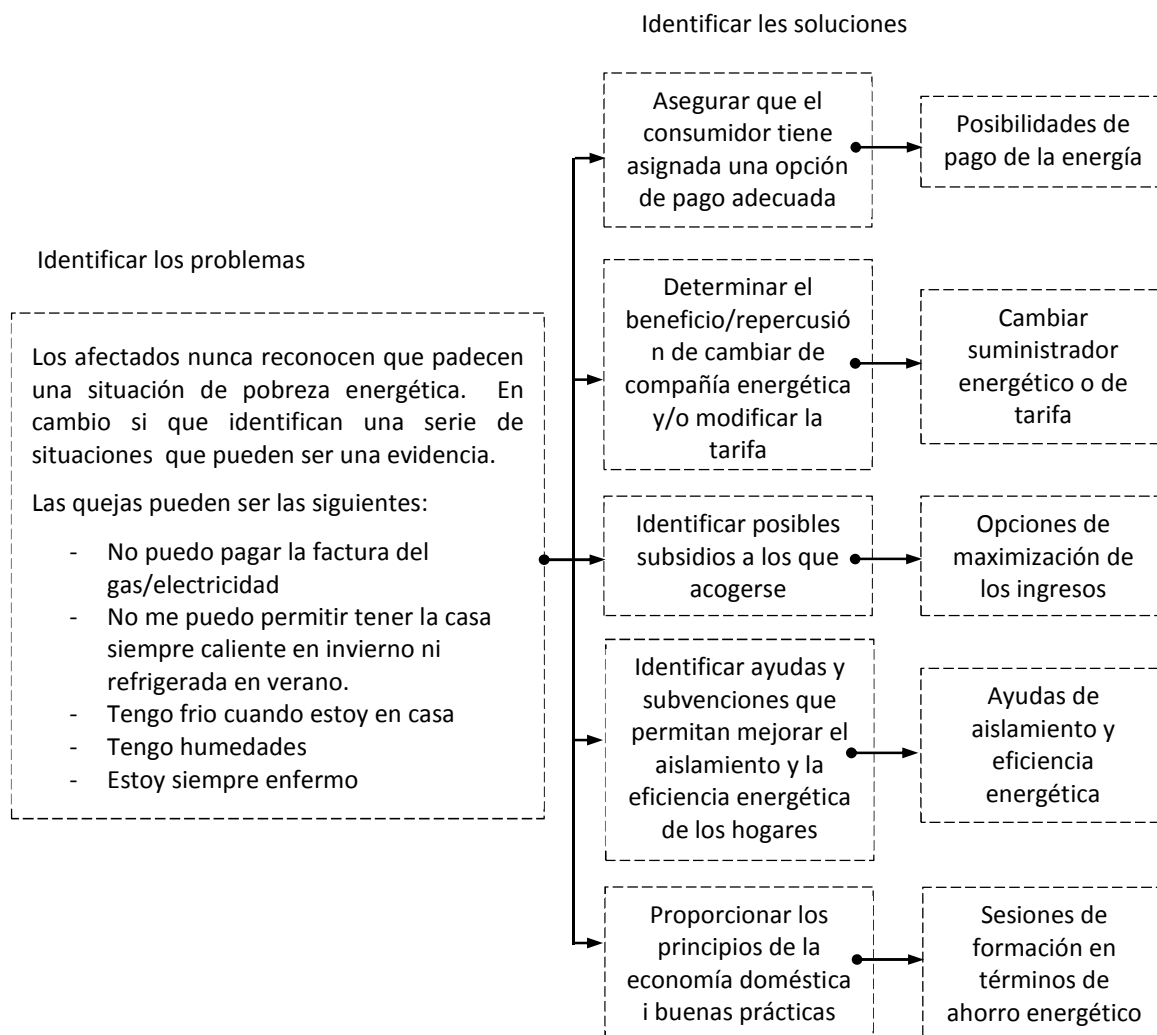 Identificar les soluciones
Asegurar que el
consumidor tiene
asignada una opción
de pago adecuada
Posibilidades de
pago de la energía
Identificar los problemas
Los afectados nunca reconocen que padecen
una situación de pobreza energética. En
cambio si que identifican una serie de
situaciones que pueden ser una evidencia.
Las quejas pueden ser las siguientes:
- No puedo pagar la factura del
gas/electricidad
- No me puedo permitir tener la casa
siempre caliente en invierno ni
refrigerada en verano.
- Tengo frio cuando estoy en casa
- Tengo humedades
- Estoy siempre enfermo
Determinar el
beneficio/repercusió
n de cambiar de
compañía energética
y/o modificar la
tarifa
Cambiar
suministrador
energético o de
tarifa
Identificar posibles
subsidios a los que
acogerse
Opciones de
maximización de
los ingresos
Identificar ayudas y
subvenciones que
permitan mejorar el
aislamiento y la
eficiencia energética
de los hogares
Ayudas de
aislamiento y
eficiencia
energética
Proporcionar los
principios de la
economía doméstica
i buenas prácticas
Sesiones de
formación en
términos de
ahorro energético